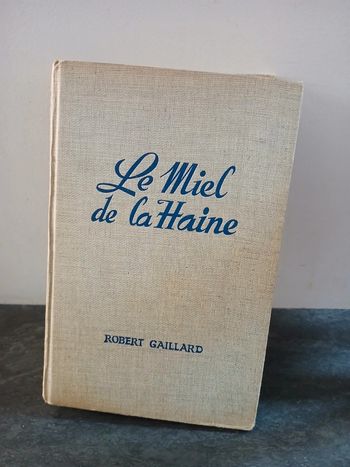 Le Miel
de la Haine
ROBERT GAILLARD